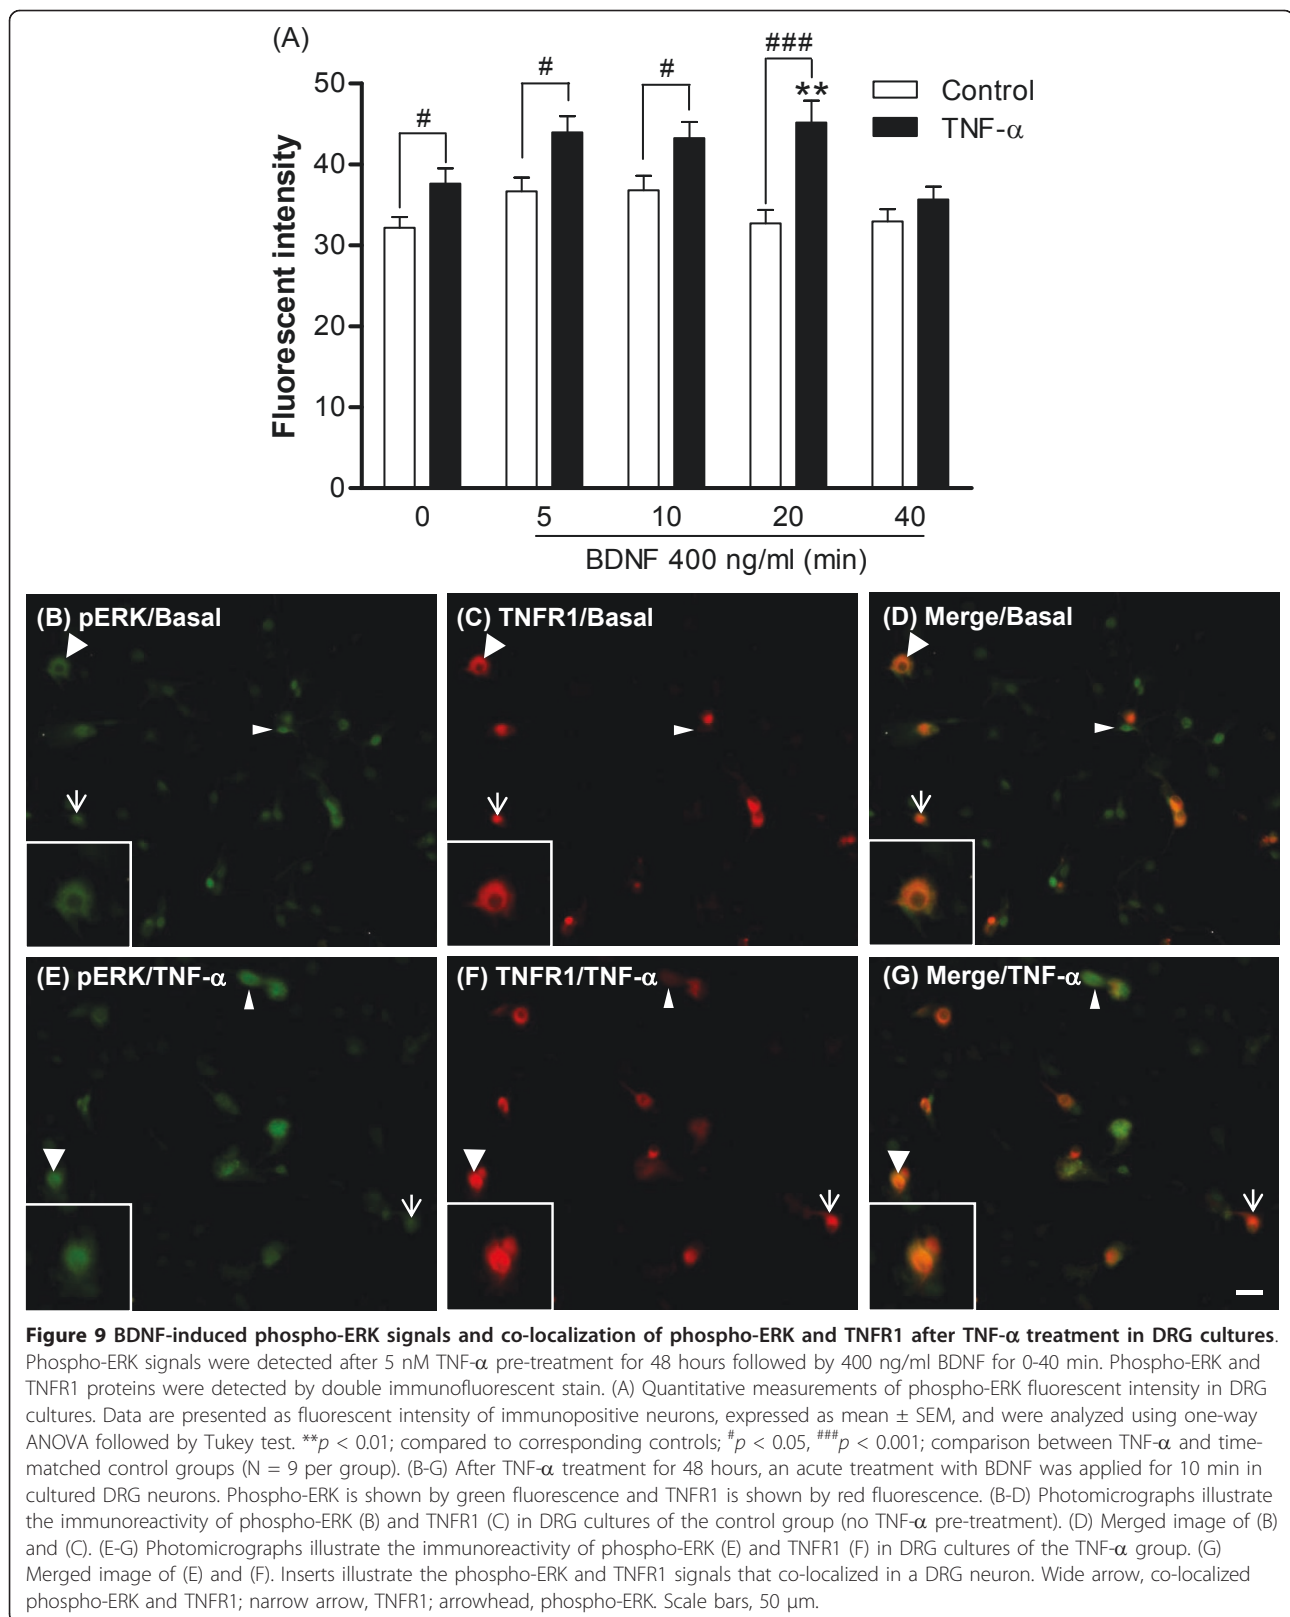 (A)
###
#
#
#
**
Control
TNF-α
Fluorescent intensity
50
40
30
20
10
0
0 5 10 20 40
BDNF 400 ng/ml (min)
(B) pERK/Basal
(C) TNFR1/Basal
(D) Merge/Basal
(E) pERK/TNF-α
(F) TNFR1/TNF-α
(G) Merge/TNF-α
Figure 9 BDNF-induced phospho-ERK signals and co-localization of phospho-ERK and TNFR1 after TNF-α treatment in DRG cultures.
Phospho-ERK signals were detected after 5 nM TNF-α pre-treatment for 48 hours followed by 400 ng/ml BDNF for 0-40 min. Phospho-ERK and
TNFR1 proteins were detected by double immunofluorescent stain. (A) Quantitative measurements of phospho-ERK fluorescent intensity in DRG
cultures. Data are presented as fluorescent intensity of immunopositive neurons, expressed as mean ± SEM, and were analyzed using one-way
ANOVA followed by Tukey test. **p < 0.01; compared to corresponding controls; #p < 0.05, ###p < 0.001; comparison between TNF-α and time-
matched control groups (N = 9 per group). (B-G) After TNF-α treatment for 48 hours, an acute treatment with BDNF was applied for 10 min in
cultured DRG neurons. Phospho-ERK is shown by green fluorescence and TNFR1 is shown by red fluorescence. (B-D) Photomicrographs illustrate
the immunoreactivity of phospho-ERK (B) and TNFR1 (C) in DRG cultures of the control group (no TNF-α pre-treatment). (D) Merged image of (B)
and (C). (E-G) Photomicrographs illustrate the immunoreactivity of phospho-ERK (E) and TNFR1 (F) in DRG cultures of the TNF-α group. (G)
Merged image of (E) and (F). Inserts illustrate the phospho-ERK and TNFR1 signals that co-localized in a DRG neuron. Wide arrow, co-localized
phospho-ERK and TNFR1; narrow arrow, TNFR1; arrowhead, phospho-ERK. Scale bars, 50 μm.